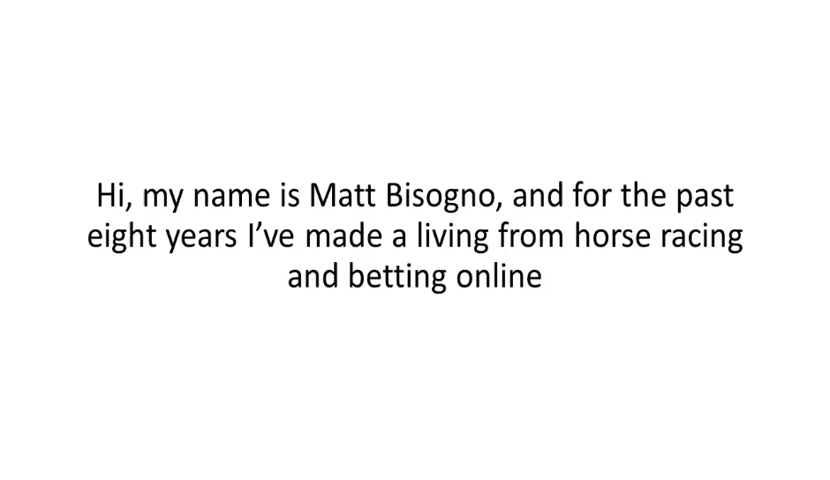 Hi, my name is Matt Bisogno, and for the past
eight years I’ve made a living from horse racing
and betting online